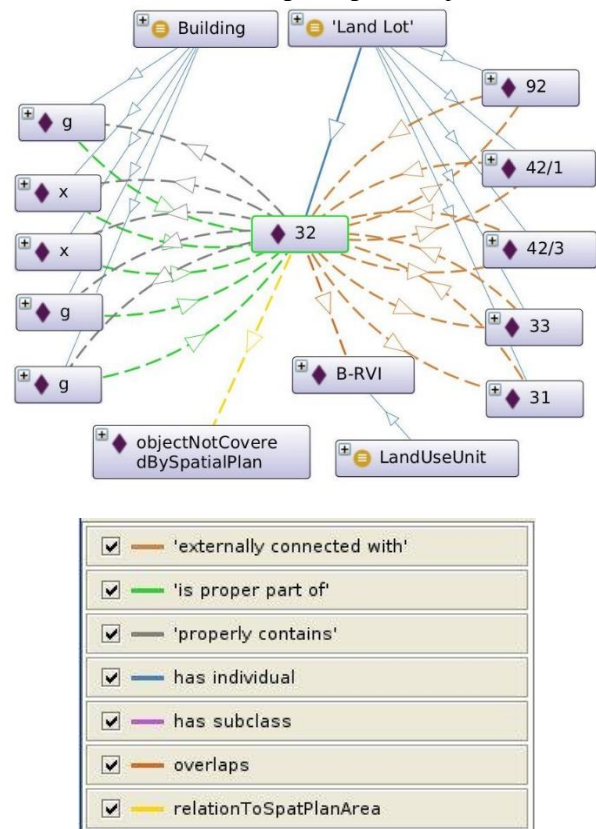 Building
'Land Lot'
92
g
42/1
x
32
x
42/3
g
33
B-RVI
g
31
objectNotCovere
dBySpatialPlan
LandUseUnit
'externally connected with'
'is proper part of'
'properly contains'
has individual
has subclass
overlaps
relationToSpatPlanArea